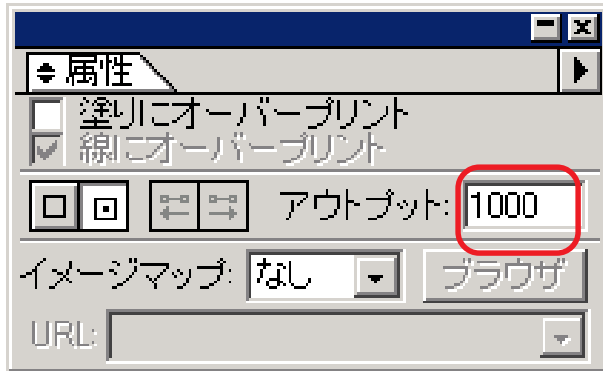 属性
塗りにオーバープリント
線にオーバープリント
アウトプット: 1000
イメージマップ: なし ブラウザ
URL: